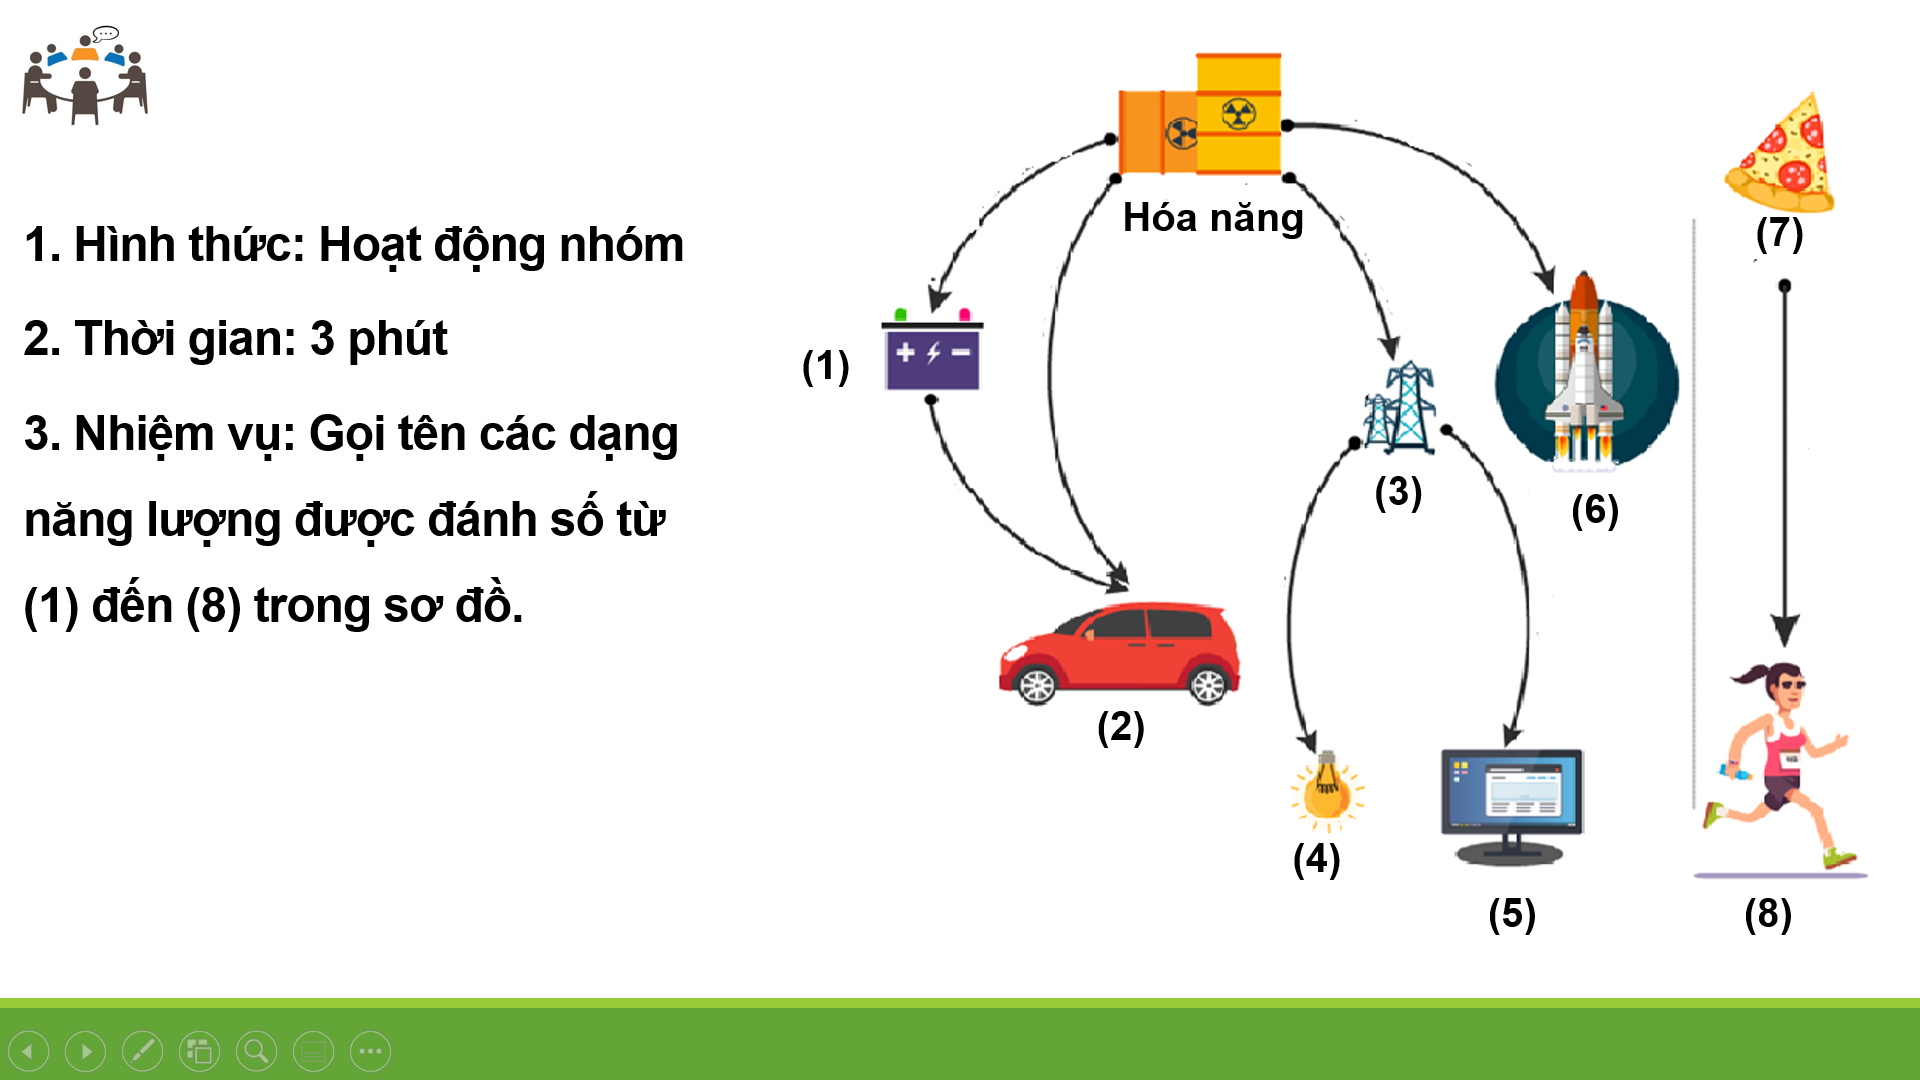 1. Hình thức: Hoạt động nhóm
2. Thời gian: 3 phút
3. Nhiệm vụ: Gọi tên các dạng
năng lượng được đánh số từ
(1) đến (8) trong sơ đồ.
Hóa năng
(1)
(2)
(3)
(4)
(5)
(6)
(7)
(8)